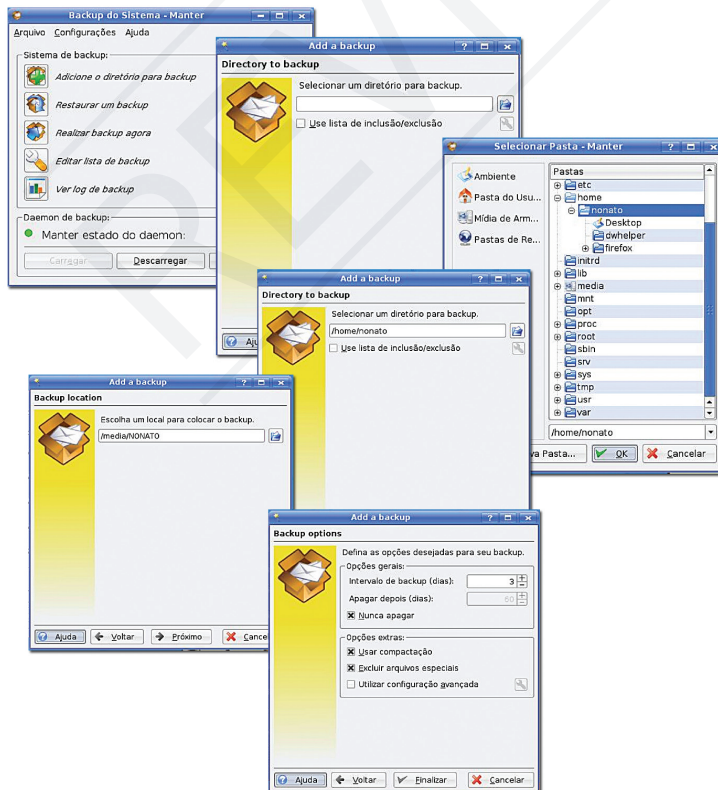 Backup do Sistema - Manter
Arquivo Configurações Ajuda
Sistema de backup:
Adicione o diretório para backup
Restaurar um backup
Realizar backup agora
Editar lista de backup
Ver log de backup
Daemon de backup:
Manter estado do daemon:
Carregar
Descarregar
Add a backup
Directory to backup
Selecionar um diretório para backup.
Use lista de inclusão/exclusão
Selecionar Pasta - Manter
Ambiente
Pasta do Usu...
Mídia de Arm...
Pastas de Re...
Pastas
etc
home
nonato
Desktop
dwhelper
firefox
initrd
lib
media
mnt
opt
proc
root
sbin
srv
sys
tmp
usr
var
/home/nonato
Pasta...
OK
Cancelar
Add a backup
Directory to backup
Selecionar um diretório para backup.
/home/nonato
Use lista de inclusão/exclusão
Add a backup
Backup location
Escolha um local para colocar o backup.
/media/NONATO
Ajuda
Voltar
Próximo
Add a backup
Backup options
Defina as opções desejadas para seu backup.
Opções gerais:
Intervalo de backup (dias): 3
Apagar depois (dias): 60
Nunca apagar
Opções extras:
Usar compactação
Excluir arquivos especiais
Utilizar configuração avançada
Ajuda
Voltar
Finalizar
Cancelar